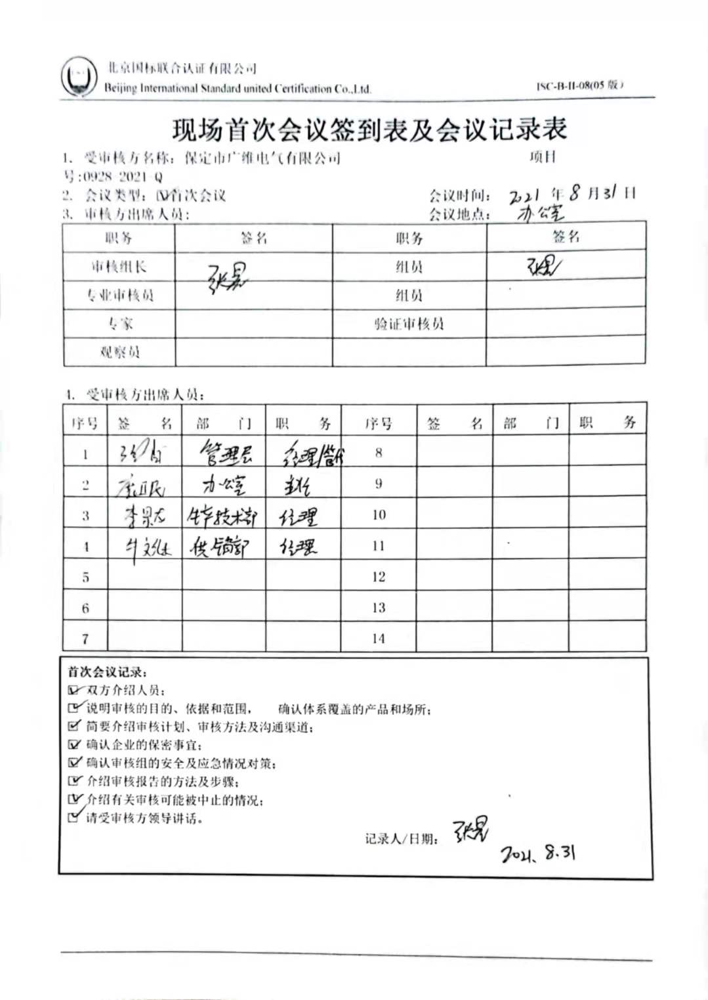 北京国标联合认证有限公司
Beijing International Standard united Certification Co.,Ltd.
ISC-B-II-08(05 版)
现场首次会议签到表及会议记录表
1. 受审核方名称: 保定市广维电气有限公司 项目
号:0928-2021-Q
2. 会议类型: ☑首次会议 会议时间: 2021 年 8 月 31 日
3. 审核方出席人员: 会议地点: 办公室
职务 签名 职务 签名
审核组长 组员
专业审核员 组员
专家 验证审核员
观察员
4. 受审核方出席人员:
序号 签 名 部 门 职 务 序号 签 名 部 门 职 务
1 管理层 经理/管代 8
2 办公室 主任 9
3 生产技术部 经理 10
4 供销部 经理 11
5 12
6 13
7 14
首次会议记录:
☑ 双方介绍人员;
☑ 说明审核的目的、依据和范围, 确认体系覆盖的产品和场所;
☑ 简要介绍审核计划、审核方法及沟通渠道;
☑ 确认企业的保密事宜;
☑ 确认审核组的安全及应急情况对策;
☑ 介绍审核报告的方法及步骤;
☑ 介绍有关审核可能被中止的情况;
☑ 请受审核方领导讲话。
记录人/日期:
2021、8.31